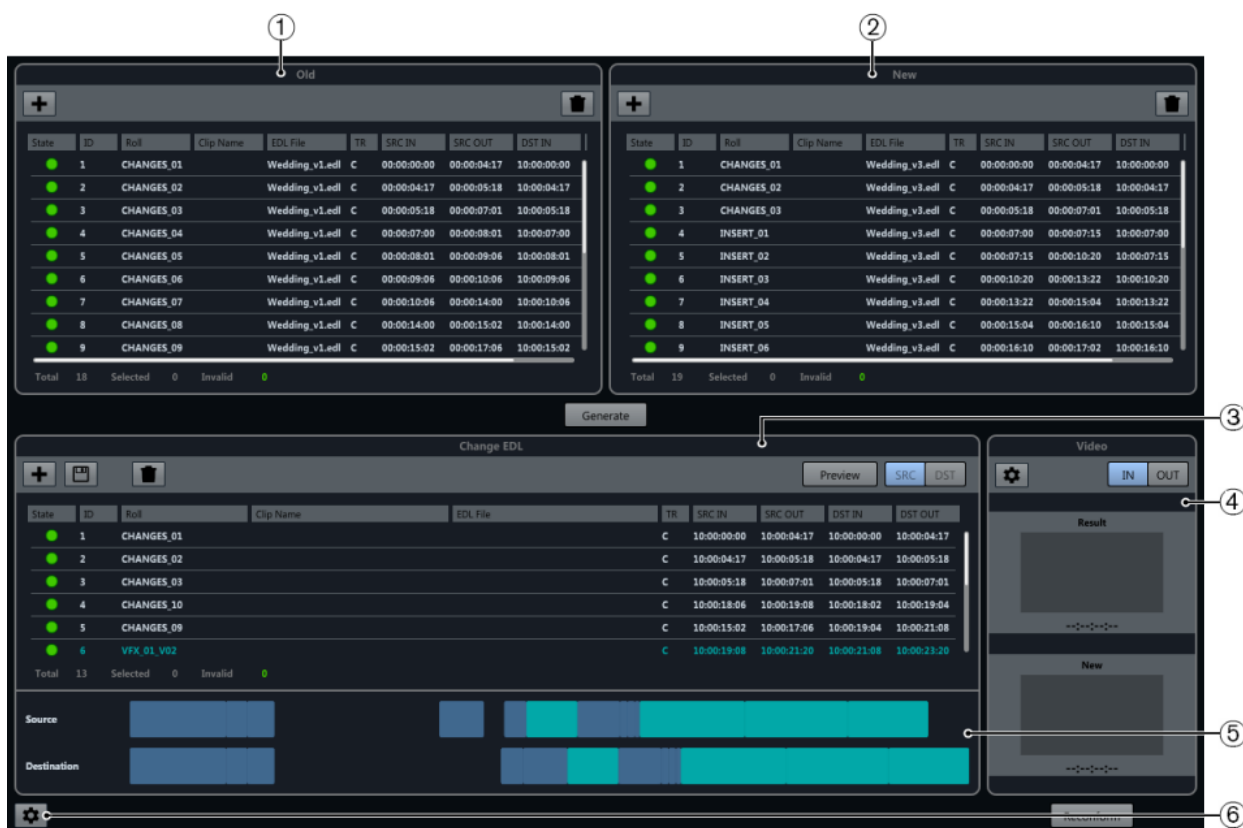 1
2
Old
New
State ID Roll Clip Name EDL File TR SRC IN SRC OUT DST IN
1 CHANGES_01 Wedding_v1.edl C 00:00:00:00 00:00:04:17 10:00:00:00
2 CHANGES_02 Wedding_v1.edl C 00:00:04:17 00:00:05:18 10:00:04:17
3 CHANGES_03 Wedding_v1.edl C 00:00:05:18 00:00:07:01 10:00:05:18
4 CHANGES_04 Wedding_v1.edl C 00:00:07:00 00:00:08:01 10:00:07:00
5 CHANGES_05 Wedding_v1.edl C 00:00:08:01 00:00:09:06 10:00:08:01
6 CHANGES_06 Wedding_v1.edl C 00:00:09:06 00:00:10:06 10:00:09:06
7 CHANGES_07 Wedding_v1.edl C 00:00:10:06 00:00:14:00 10:00:10:06
8 CHANGES_08 Wedding_v1.edl C 00:00:14:00 00:00:15:02 10:00:14:00
9 CHANGES_09 Wedding_v1.edl C 00:00:15:02 00:00:17:06 10:00:15:02
Total 18 Selected 0 Invalid 0
State ID Roll Clip Name EDL File TR SRC IN SRC OUT DST IN
1 CHANGES_01 Wedding_v3.edl C 00:00:00:00 00:00:04:17 10:00:00:00
2 CHANGES_02 Wedding_v3.edl C 00:00:04:17 00:00:05:18 10:00:04:17
3 CHANGES_03 Wedding_v3.edl C 00:00:05:18 00:00:07:01 10:00:05:18
4 INSERT_01 Wedding_v3.edl C 00:00:07:00 00:00:07:15 10:00:07:00
5 INSERT_02 Wedding_v3.edl C 00:00:07:15 00:00:10:20 10:00:07:15
6 INSERT_03 Wedding_v3.edl C 00:00:10:20 00:00:13:22 10:00:10:20
7 INSERT_04 Wedding_v3.edl C 00:00:13:22 00:00:15:04 10:00:13:22
8 INSERT_05 Wedding_v3.edl C 00:00:15:04 00:00:16:10 10:00:15:04
9 INSERT_06 Wedding_v3.edl C 00:00:16:10 00:00:17:02 10:00:16:10
Total 19 Selected 0 Invalid 0
Generate
3
Change EDL
Preview SRC DST
State ID Roll Clip Name EDL File TR SRC IN SRC OUT DST IN DST OUT
1 CHANGES_01 C 10:00:00:00 10:00:04:17 10:00:00:00 10:00:04:17
2 CHANGES_02 C 10:00:04:17 10:00:05:18 10:00:04:17 10:00:05:18
3 CHANGES_03 C 10:00:05:18 10:00:07:01 10:00:05:18 10:00:07:01
4 CHANGES_10 C 10:00:18:06 10:00:19:08 10:00:18:02 10:00:19:04
5 CHANGES_09 C 10:00:15:02 10:00:17:06 10:00:19:04 10:00:21:08
6 VFX_01_V02 C 10:00:19:08 10:00:21:20 10:00:21:08 10:00:23:20
Total 13 Selected 0 Invalid 0
Source
Destination
Video
IN OUT
4
Result
--:--:--:--
New
--:--:--:--
5
Reconform
6